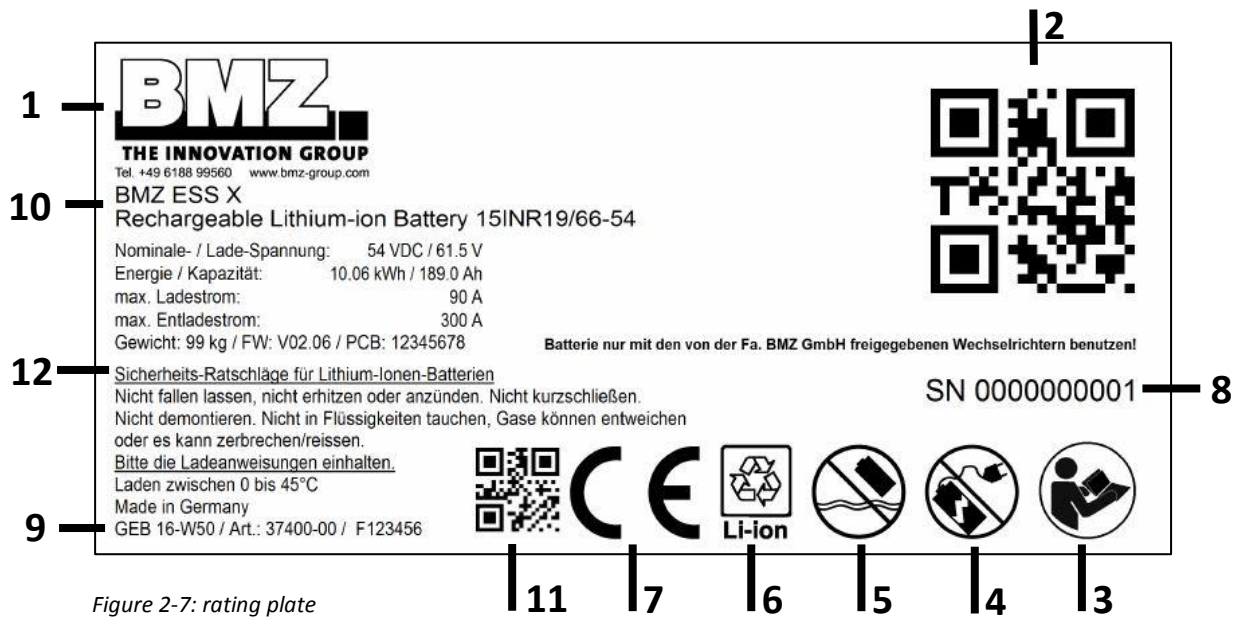 2
1
BMZ
THE INNOVATION GROUP
Tel. +49 6188 99560 www.bmz-group.com
10
BMZ ESS X
Rechargeable Lithium-ion Battery 15INR19/66-54
Nominale- / Lade-Spannung: 54 VDC / 61.5 V
Energie / Kapazität: 10.06 kWh / 189.0 Ah
max. Ladestrom: 90 A
max. Entladestrom: 300 A
Gewicht: 99 kg / FW: V02.06 / PCB: 12345678
Batterie nur mit den von der Fa. BMZ GmbH freigegebenen Wechselrichtern benutzen!
12
Sicherheits-Ratschläge für Lithium-Ionen-Batterien
SN 0000000001
8
Nicht fallen lassen, nicht erhitzen oder anzünden. Nicht kurzschließen.
Nicht demontieren. Nicht in Flüssigkeiten tauchen, Gase können entweichen
oder es kann zerbrechen/reissen.
Bitte die Ladeanweisungen einhalten.
Laden zwischen 0 bis 45°C
Made in Germany
9
GEB 16-W50 / Art.: 37400-00 / F123456
CE
Li-ion
11
7
6
5
4
3
Figure 2-7: rating plate